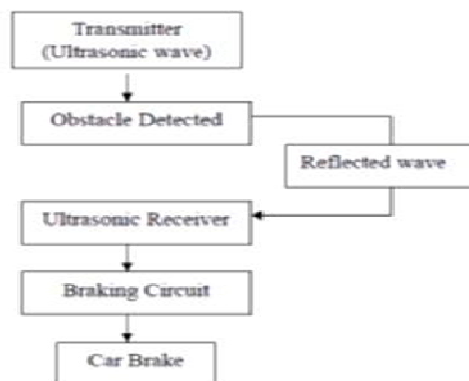 Transmitter
(Ultrasonic wave)
Obstacle Detected
Reflected wave
Ultrasonic Receiver
Braking Circuit
Car Brake